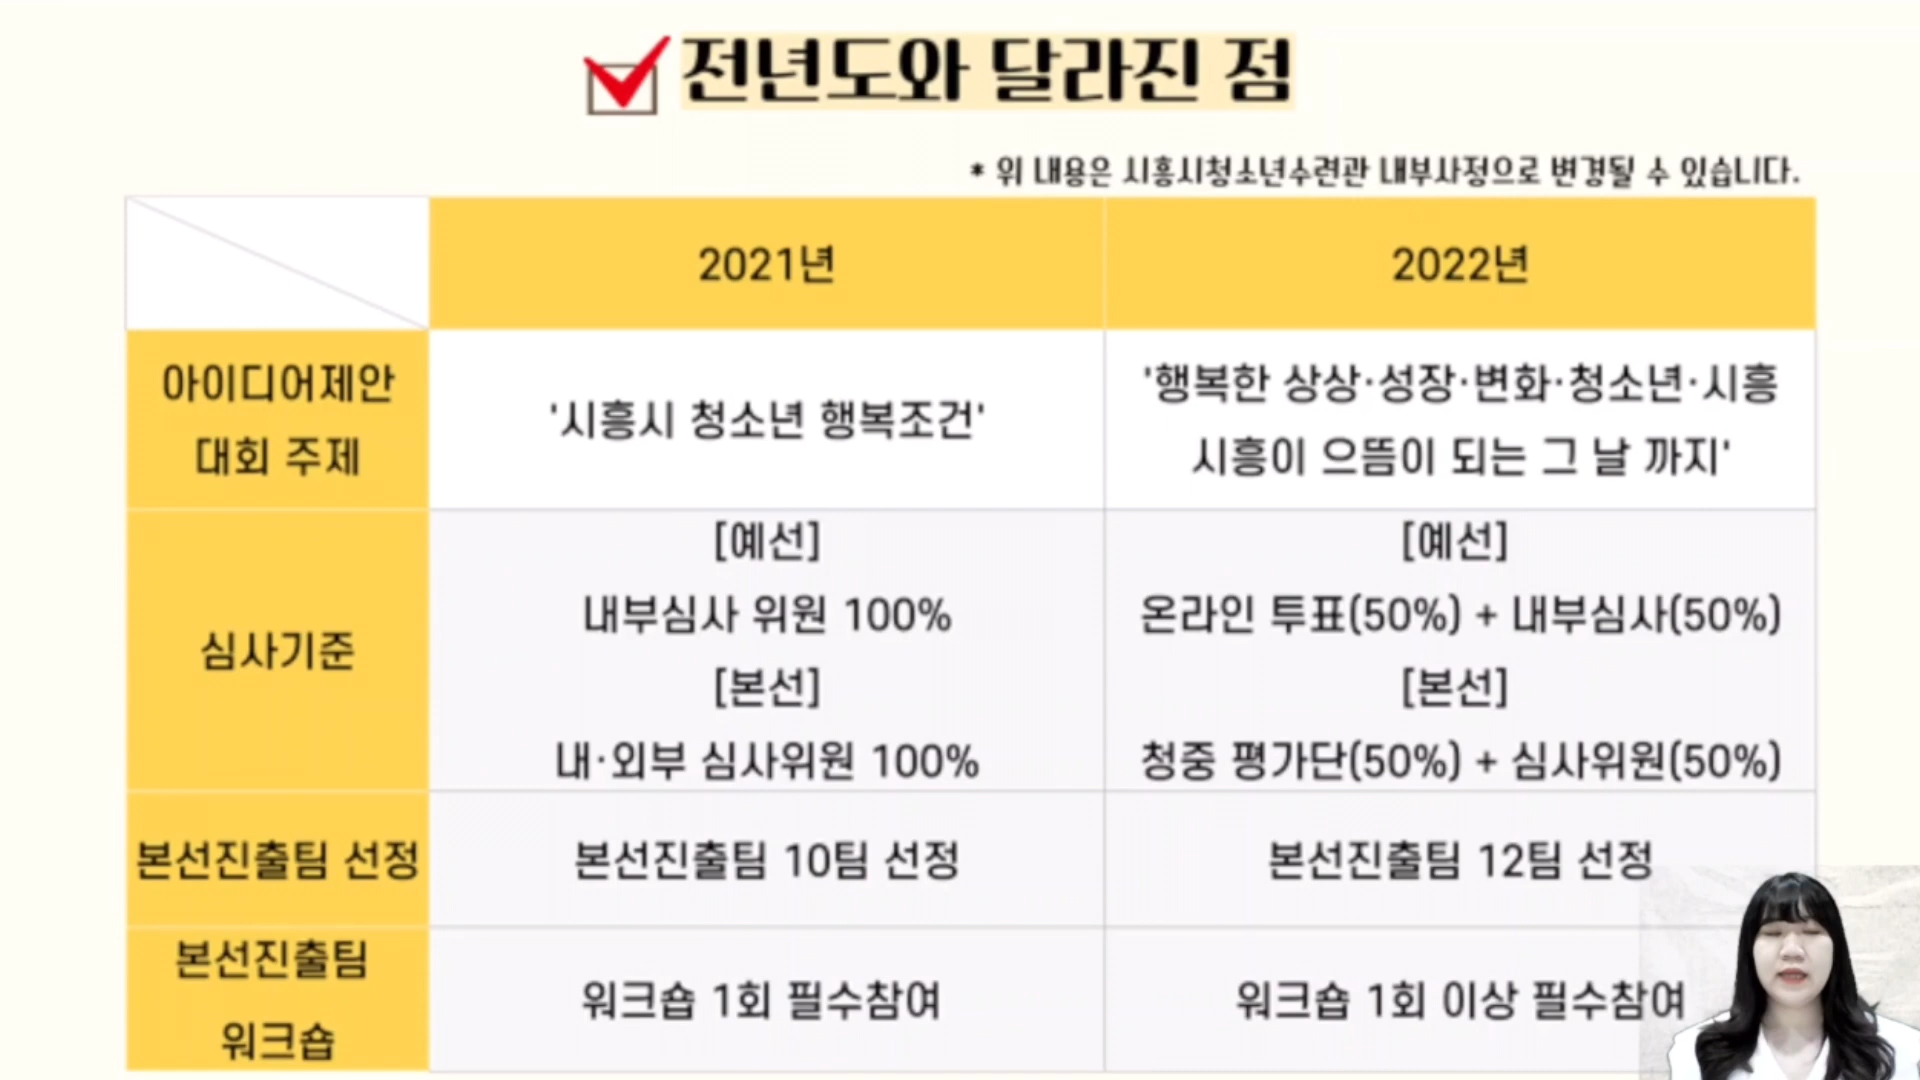 전년도와 달라진 점
* 위 내용은 시흥시청소년수련관 내부사정으로 변경될 수 있습니다.
2021년
2022년
아이디어제안
대회 주제
'시흥시 청소년 행복조건'
'행복한 상상·성장·변화·청소년·시흥
시흥이 으뜸이 되는 그 날 까지'
심사기준
[예선]
내부심사 위원 100%
[본선]
내·외부 심사위원 100%
[예선]
온라인 투표(50%) + 내부심사(50%)
[본선]
청중 평가단(50%) + 심사위원(50%)
본선진출팀 선정
본선진출팀 10팀 선정
본선진출팀 12팀 선정
본선진출팀
워크숍
워크숍 1회 필수참여
워크숍 1회 이상 필수참여